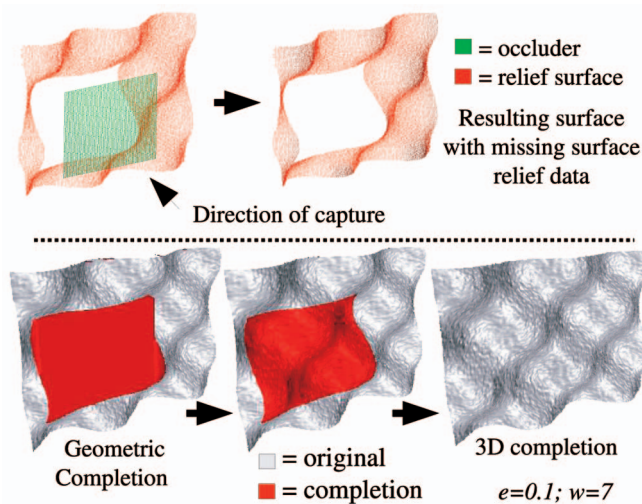 = occluder
= relief surface
Resulting surface
with missing surface
relief data
Direction of capture
Geometric
Completion
= original
= completion
3D completion
e=0.1; w=7